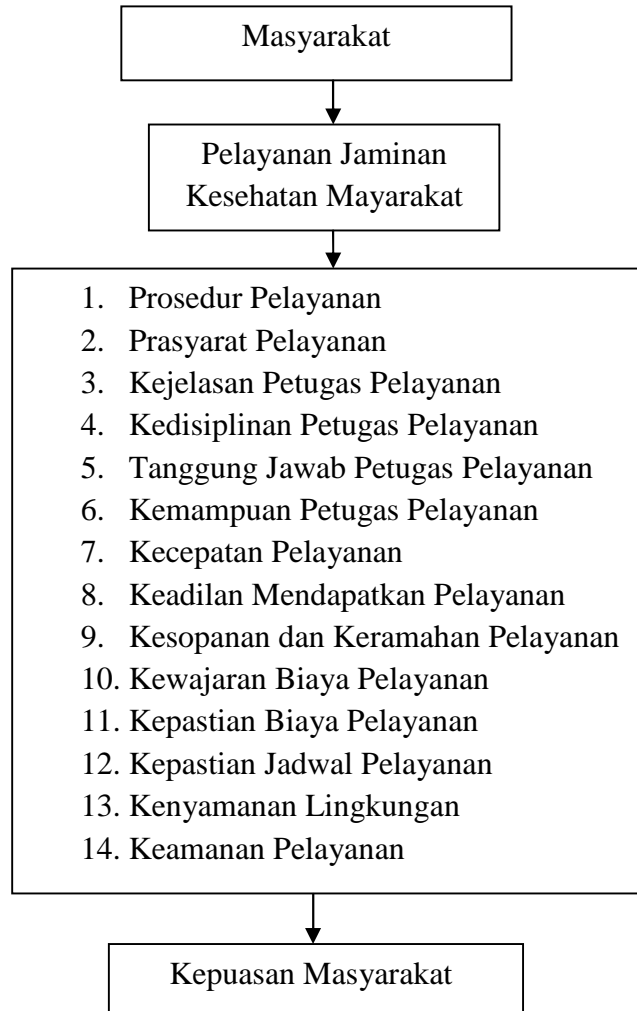 Masyarakat
Pelayanan Jaminan
Kesehatan Mayarakat
1. Prosedur Pelayanan
2. Prasyarat Pelayanan
3. Kejelasan Petugas Pelayanan
4. Kedisiplinan Petugas Pelayanan
5. Tanggung Jawab Petugas Pelayanan
6. Kemampuan Petugas Pelayanan
7. Kecepatan Pelayanan
8. Keadilan Mendapatkan Pelayanan
9. Kesopanan dan Keramahan Pelayanan
10. Kewajaran Biaya Pelayanan
11. Kepastian Biaya Pelayanan
12. Kepastian Jadwal Pelayanan
13. Kenyamanan Lingkungan
14. Keamanan Pelayanan
Kepuasan Masyarakat